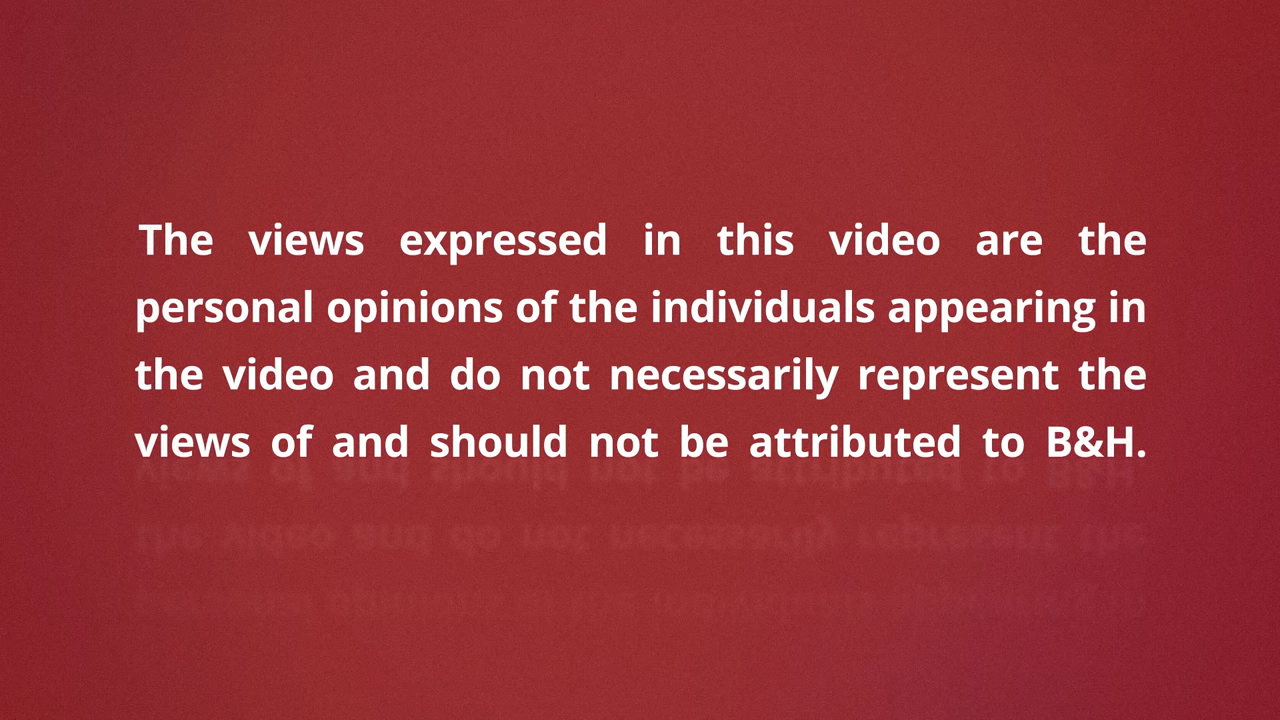 The views expressed in this video are the
personal opinions of the individuals appearing in
the video and do not necessarily represent the
views of and should not be attributed to B&H.